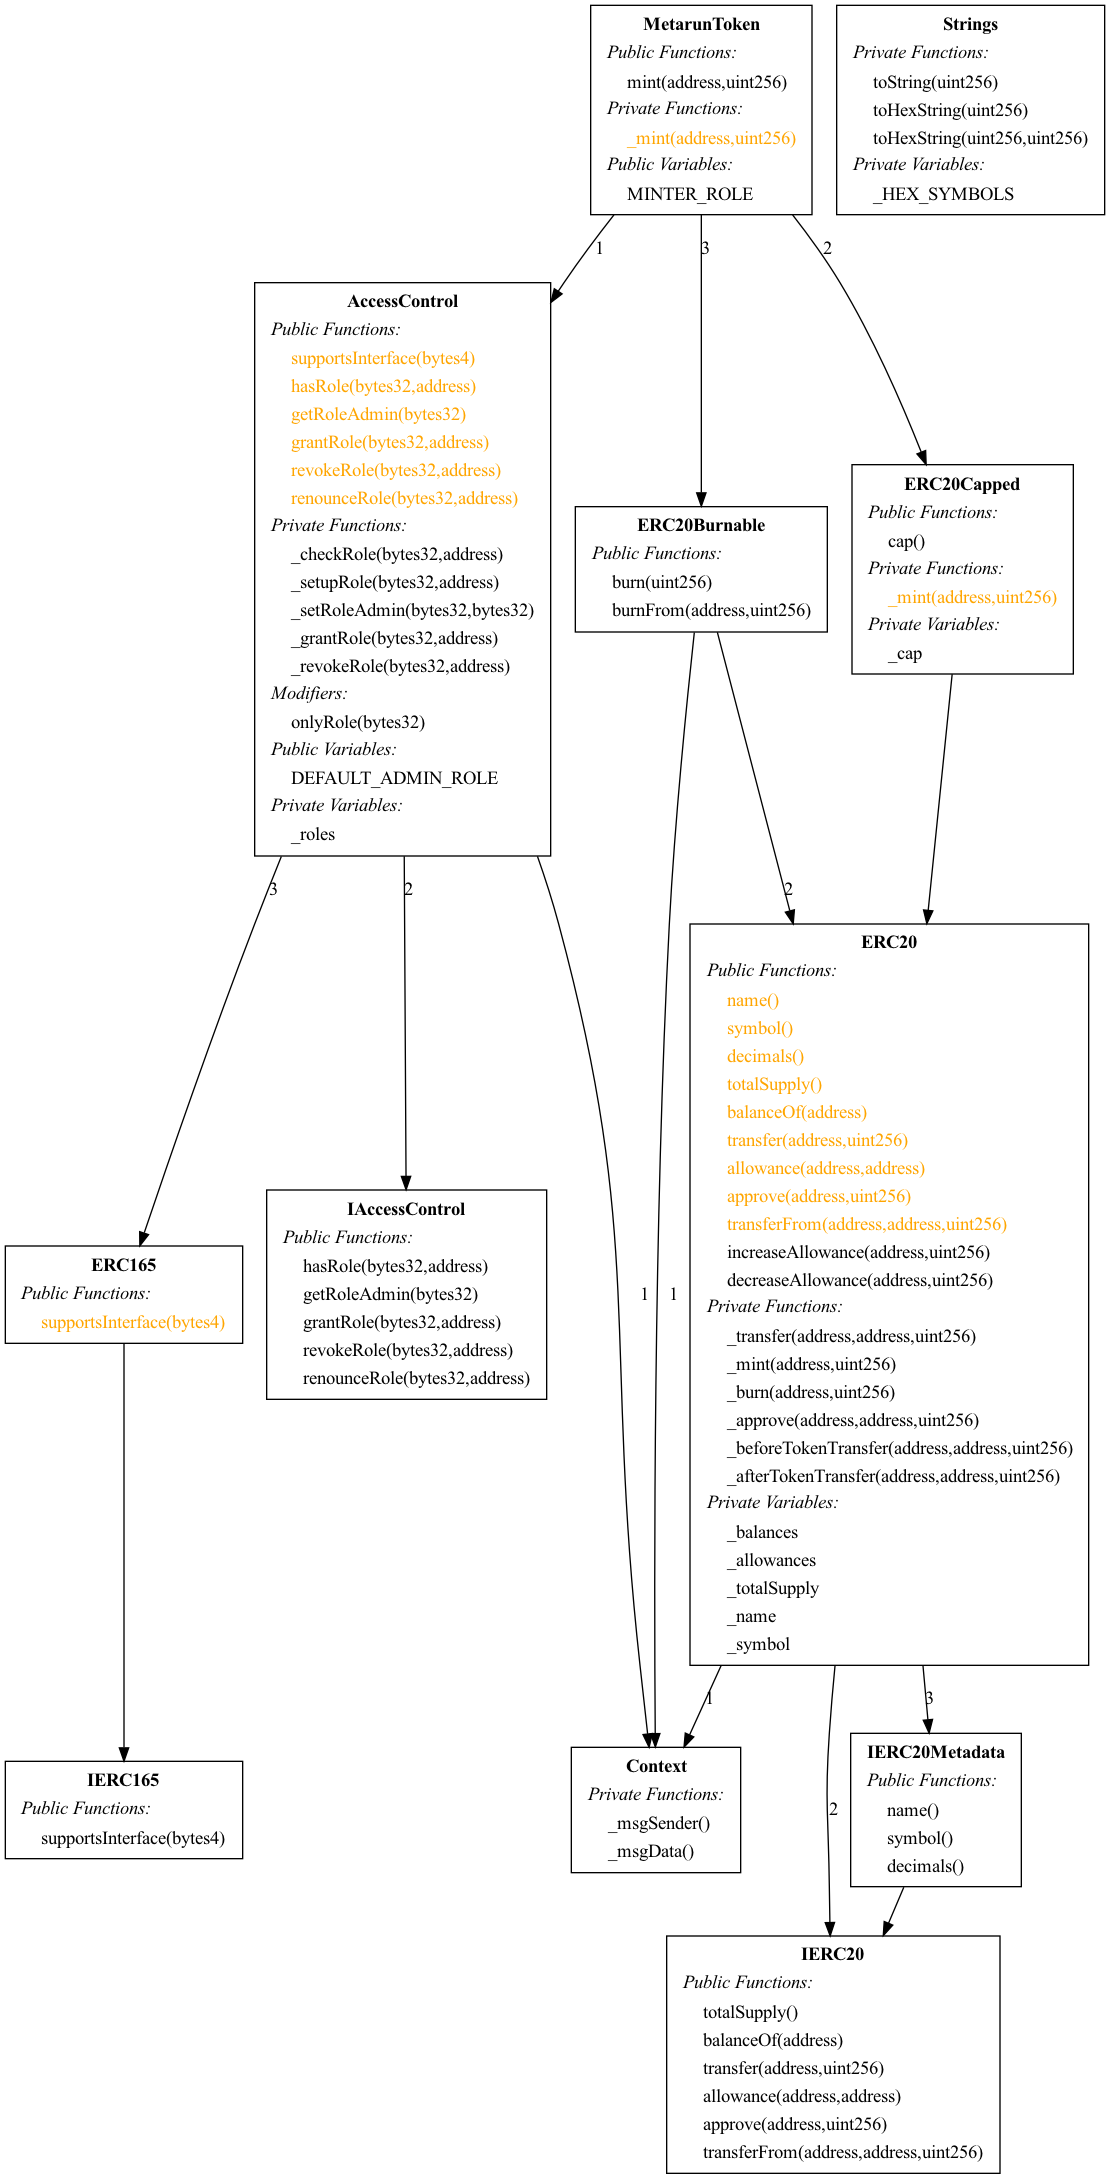 MetarunToken
Public Functions:
mint(address,uint256)
Private Functions:
_mint(address,uint256)
Public Variables:
MINTER_ROLE
Strings
Private Functions:
toString(uint256)
toHexString(uint256)
toHexString(uint256,uint256)
Private Variables:
_HEX_SYMBOLS
1
3
2
AccessControl
Public Functions:
supportsInterface(bytes4)
hasRole(bytes32,address)
getRoleAdmin(bytes32)
grantRole(bytes32,address)
revokeRole(bytes32,address)
renounceRole(bytes32,address)
Private Functions:
_checkRole(bytes32,address)
_setupRole(bytes32,address)
_setRoleAdmin(bytes32,bytes32)
_grantRole(bytes32,address)
_revokeRole(bytes32,address)
Modifiers:
onlyRole(bytes32)
Public Variables:
DEFAULT_ADMIN_ROLE
Private Variables:
_roles
ERC20Burnable
Public Functions:
burn(uint256)
burnFrom(address,uint256)
ERC20Capped
Public Functions:
cap()
Private Functions:
_mint(address,uint256)
Private Variables:
_cap
3
2
2
ERC20
Public Functions:
name()
symbol()
decimals()
totalSupply()
balanceOf(address)
transfer(address,uint256)
allowance(address,address)
approve(address,uint256)
transferFrom(address,address,uint256)
increaseAllowance(address,uint256)
decreaseAllowance(address,uint256)
Private Functions:
_transfer(address,address,uint256)
_mint(address,uint256)
_burn(address,uint256)
_approve(address,address,uint256)
_beforeTokenTransfer(address,address,uint256)
_afterTokenTransfer(address,address,uint256)
Private Variables:
_balances
_allowances
_totalSupply
_name
_symbol
ERC165
Public Functions:
supportsInterface(bytes4)
IAccessControl
Public Functions:
hasRole(bytes32,address)
getRoleAdmin(bytes32)
grantRole(bytes32,address)
revokeRole(bytes32,address)
renounceRole(bytes32,address)
1
1
1
3
2
IERC165
Public Functions:
supportsInterface(bytes4)
Context
Private Functions:
_msgSender()
_msgData()
IERC20Metadata
Public Functions:
name()
symbol()
decimals()
IERC20
Public Functions:
totalSupply()
balanceOf(address)
transfer(address,uint256)
allowance(address,address)
approve(address,uint256)
transferFrom(address,address,uint256)